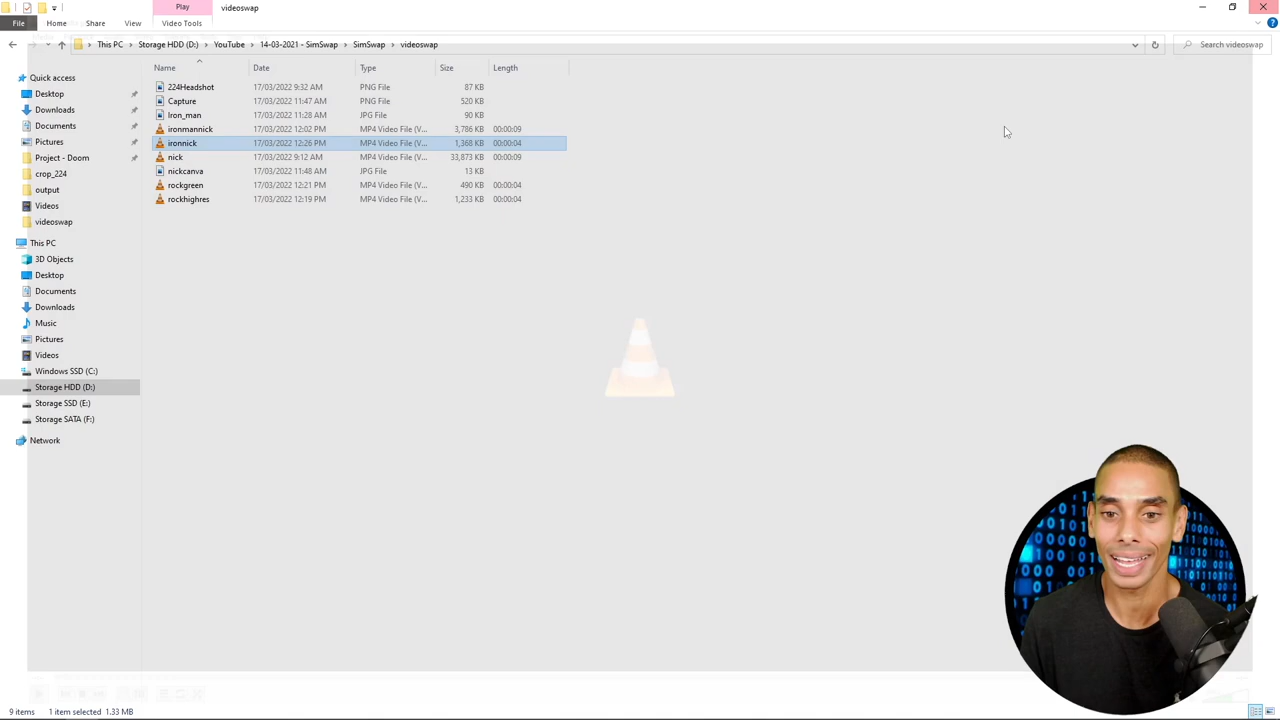 Play
videoswap
File
Home
Share
View
Video Tools
This PC
Storage HDD (D:)
YouTube
14-03-2021 - SimSwap
SimSwap
videoswap
Search videoswap
Name
Date
Type
Size
Length
224Headshot 17/03/2022 9:32 AM PNG File 87 KB
Capture 17/03/2022 11:47 AM PNG File 520 KB
Iron_man 17/03/2022 11:28 AM JPG File 90 KB
ironmannick 17/03/2022 12:02 PM MP4 Video File (V... 3,786 KB 00:00:09
ironnick 17/03/2022 12:26 PM MP4 Video File (V... 1,368 KB 00:00:04
nick 17/03/2022 9:12 AM MP4 Video File (V... 33,873 KB 00:00:09
nickcanva 17/03/2022 11:48 AM JPG File 13 KB
rockgreen 17/03/2022 12:21 PM MP4 Video File (V... 490 KB 00:00:04
rockhighres 17/03/2022 12:19 PM MP4 Video File (V... 1,233 KB 00:00:04
Quick access
Desktop
Downloads
Documents
Pictures
Project - Doom
crop_224
output
Videos
videoswap
This PC
3D Objects
Desktop
Documents
Downloads
Music
Pictures
Videos
Windows SSD (C:)
Storage HDD (D:)
Storage SSD (E:)
Storage SATA (F:)
Network
9 items
1 item selected 1.33 MB